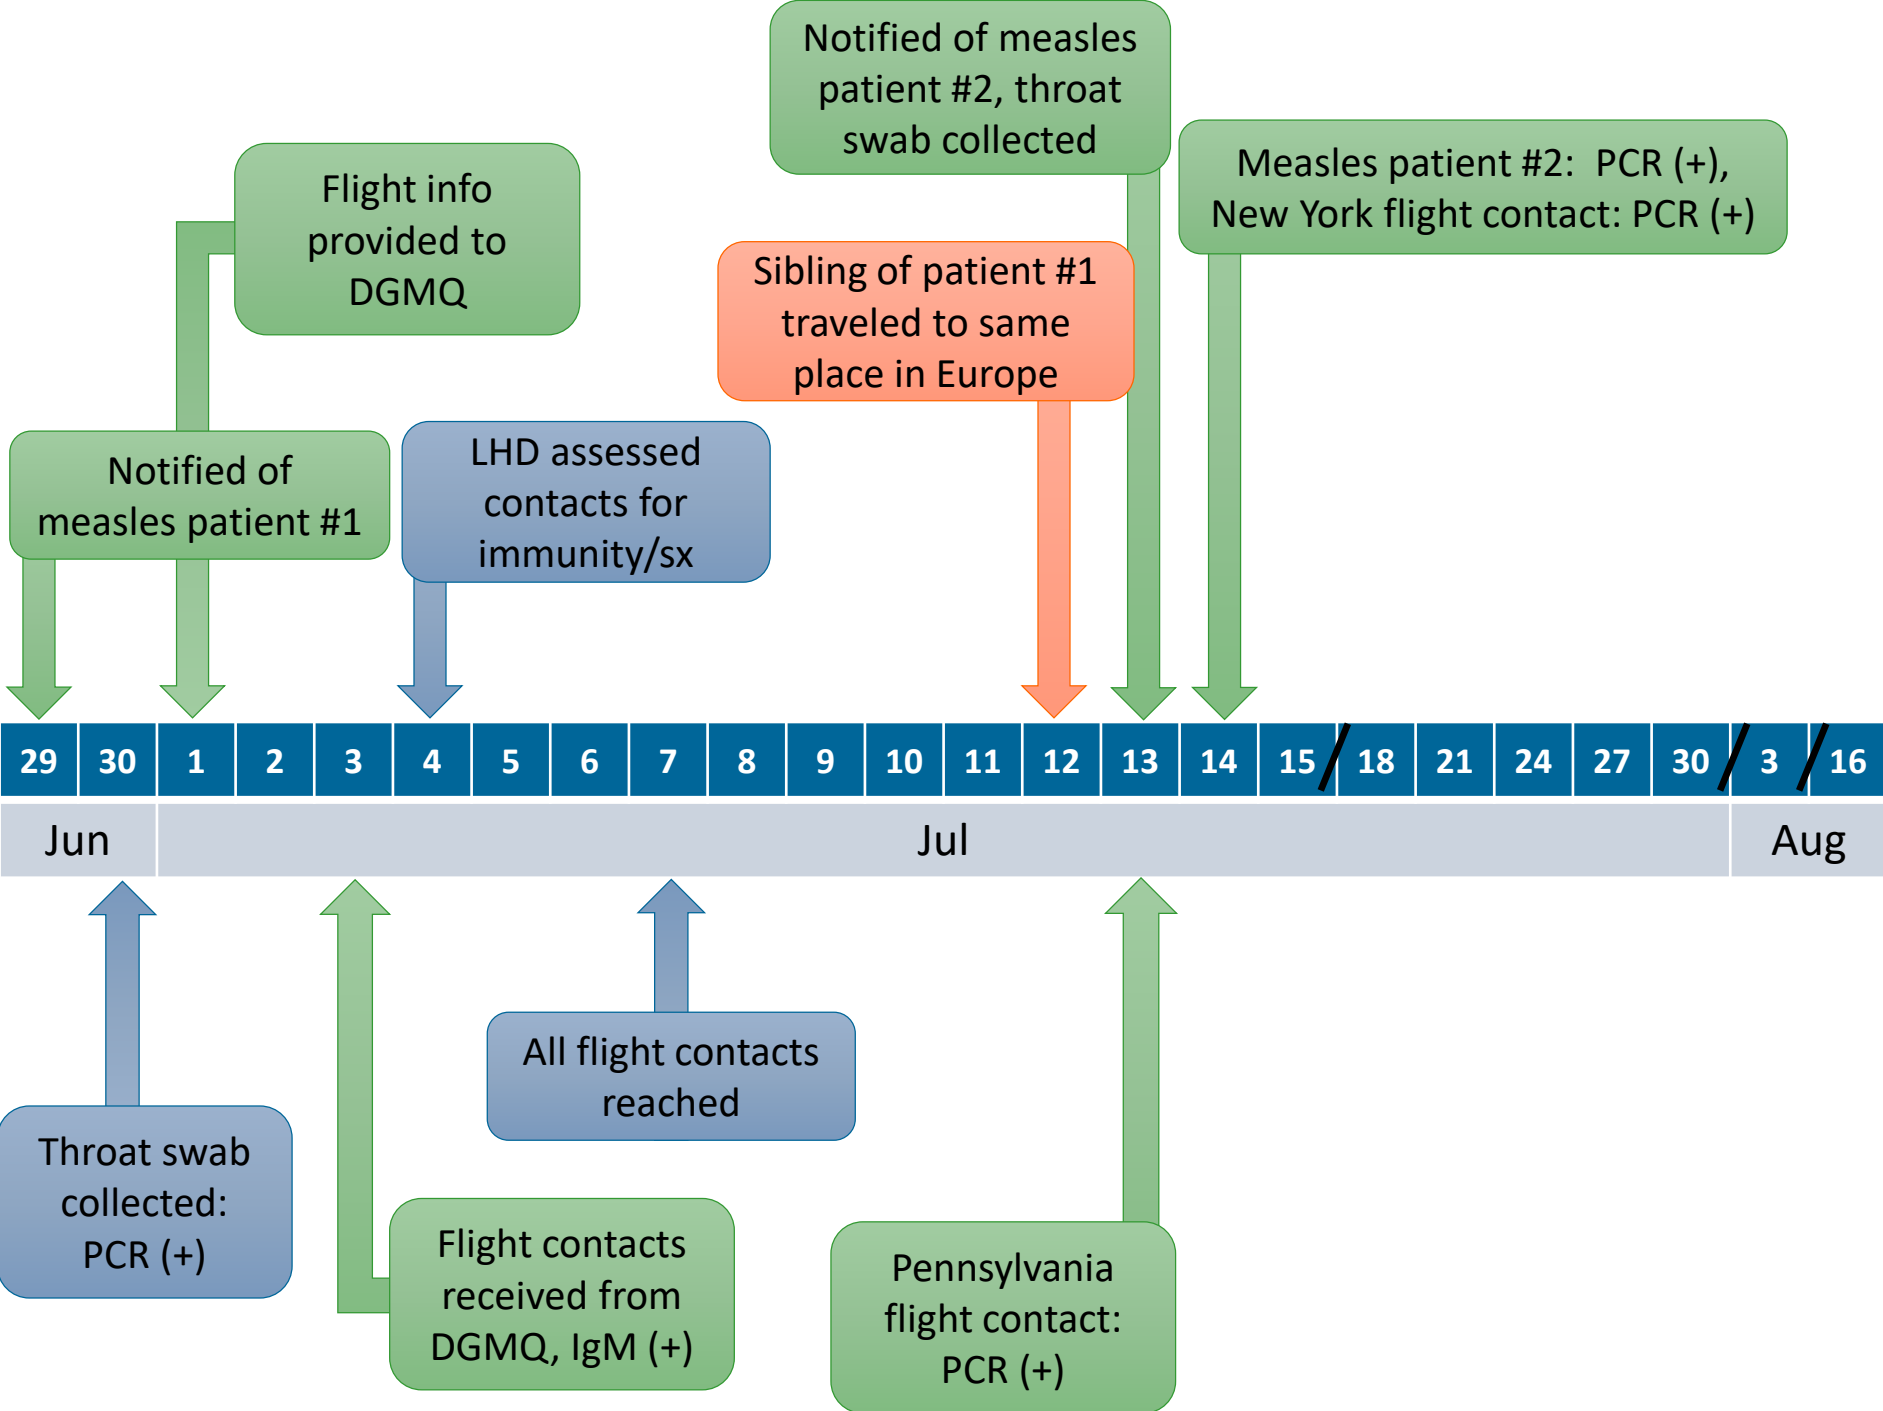 Notified of measles
patient #2, throat
swab collected
Measles patient #2:  PCR (+),
New York flight contact: PCR (+)
Flight info
provided to
DGMQ
Sibling of patient #1
traveled to same
place in Europe
Notified of
measles patient #1
LHD assessed
contacts for
immunity/sx
29 30 1 2 3 4 5 6 7 8 9 10 11 12 13 14 15 18 21 24 27 30 3 16
Jun Jul Aug
All flight contacts
reached
Throat swab
collected:
PCR (+)
Flight contacts
received from
DGMQ, IgM (+)
Pennsylvania
flight contact:
PCR (+)